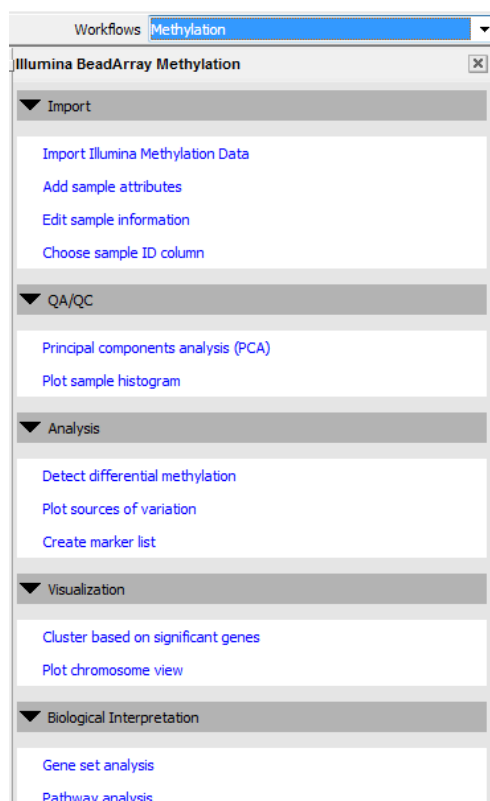 Workflows Methylation
Illumina BeadArray Methylation
Import
Import Illumina Methylation Data
Add sample attributes
Edit sample information
Choose sample ID column
QA/QC
Principal components analysis (PCA)
Plot sample histogram
Analysis
Detect differential methylation
Plot sources of variation
Create marker list
Visualization
Cluster based on significant genes
Plot chromosome view
Biological Interpretation
Gene set analysis
Pathway analysis